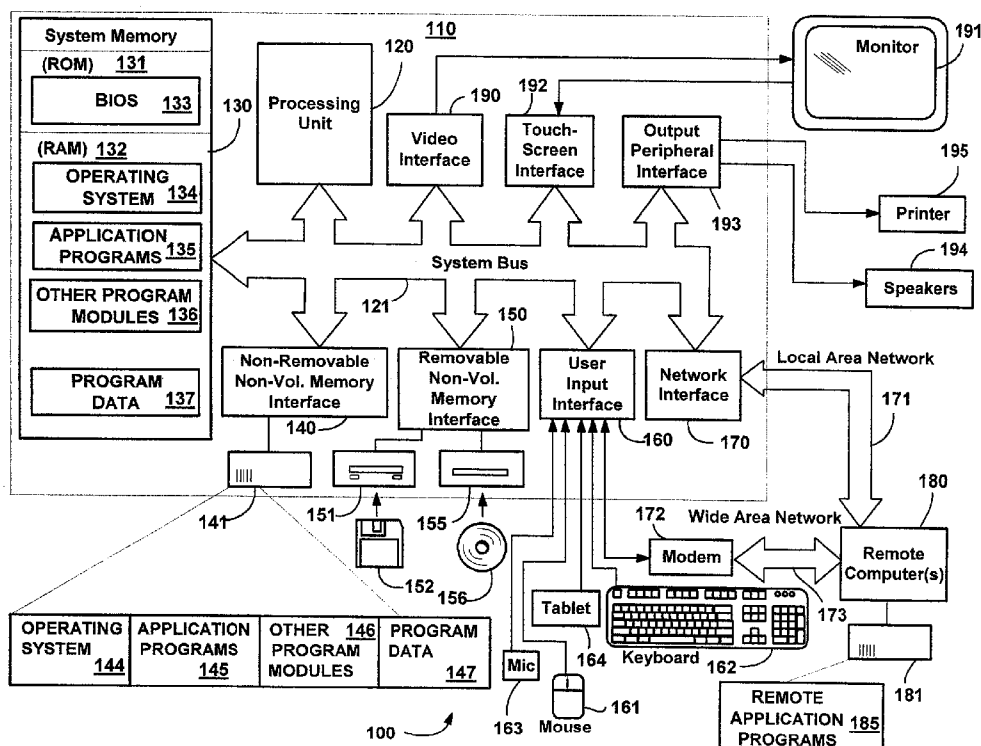 System Memory
(ROM) 131
BIOS 133
130
(RAM) 132
OPERATING
SYSTEM 134
APPLICATION
PROGRAMS 135
OTHER PROGRAM
MODULES 136
PROGRAM
DATA 137
110
120
Processing
Unit
190
Video
Interface
192
Touch-
Screen
Interface
Output
Peripheral
Interface
193
Monitor
191
195
Printer
194
Speakers
System Bus
121
Non-Removable
Non-Vol. Memory
Interface
140
150
Removable
Non-Vol.
Memory
Interface
User
Input
Interface
160
Network
Interface
170
Local Area Network
171
141
151
155
152
156
172
Modem
Wide Area Network
173
180
Remote
Computer(s)
181
REMOTE
APPLICATION
PROGRAMS 185
OPERATING
SYSTEM
144
APPLICATION
PROGRAMS
145
OTHER 146
PROGRAM
MODULES
PROGRAM
DATA
147
Mic
163
Mouse
161
Tablet
164
Keyboard
162
100